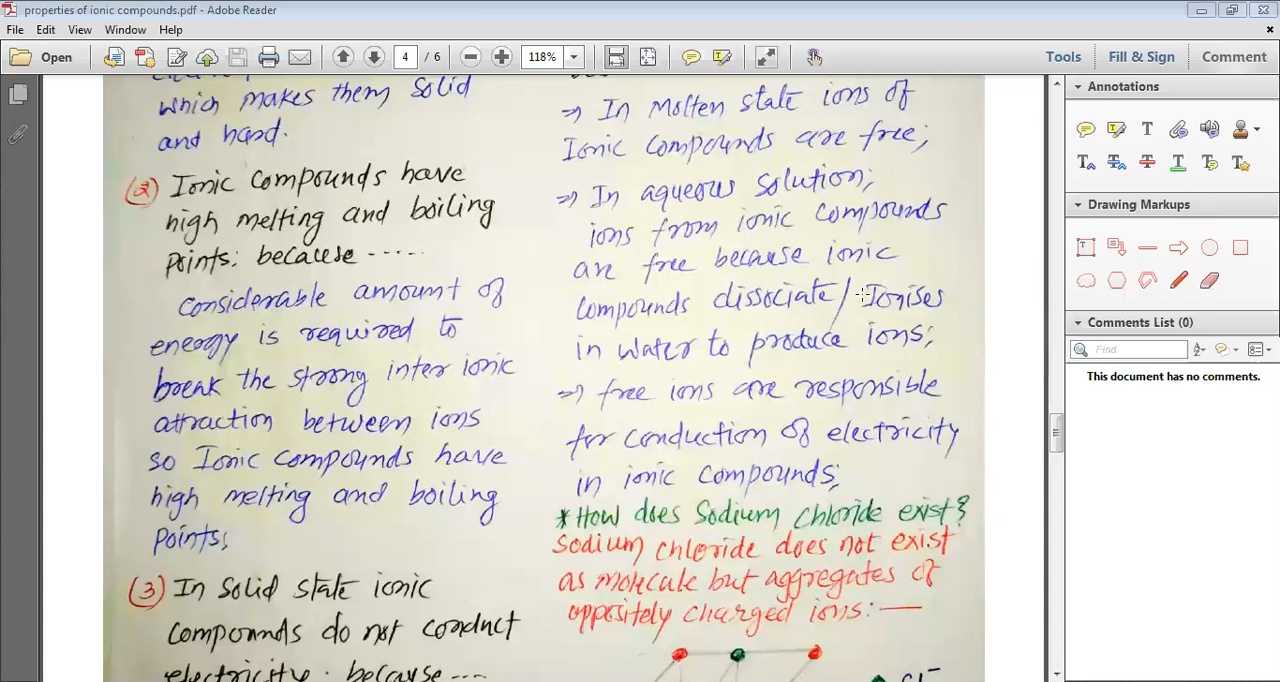 properties of ionic compounds.pdf - Adobe Reader
File Edit View Window Help
Open 4 / 6 118% Tools Fill & Sign Comment
which makes them solid
and hard.
(2) Ionic compounds have
high melting and boiling
points: because .....
considerable amount of
energy is required to
break the strong inter ionic
attraction between ions
so Ionic compounds have
high melting and boiling
points;
(3) In solid state ionic
compounds do not conduct
electricity. because ....
⇒ In Molten state ions of
Ionic compounds are free;
⇒ In aqueous solution;
ions from ionic compounds
are free because ionic
compounds dissociate / Ionises
in water to produce ions;
⇒ free ions are responsible
for conduction of electricity
in ionic compounds;
* How does Sodium chloride exist?
Sodium chloride does not exist
as molecule but aggregates of
oppsitely charged ions:—
Cl⁻
Annotations
Drawing Markups
Comments List (0)
Find
This document has no comments.